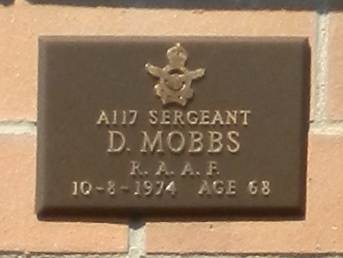 A117 SERGEANT
D. MOBBS
R. A. A. F.
10-8-1974 AGE 68